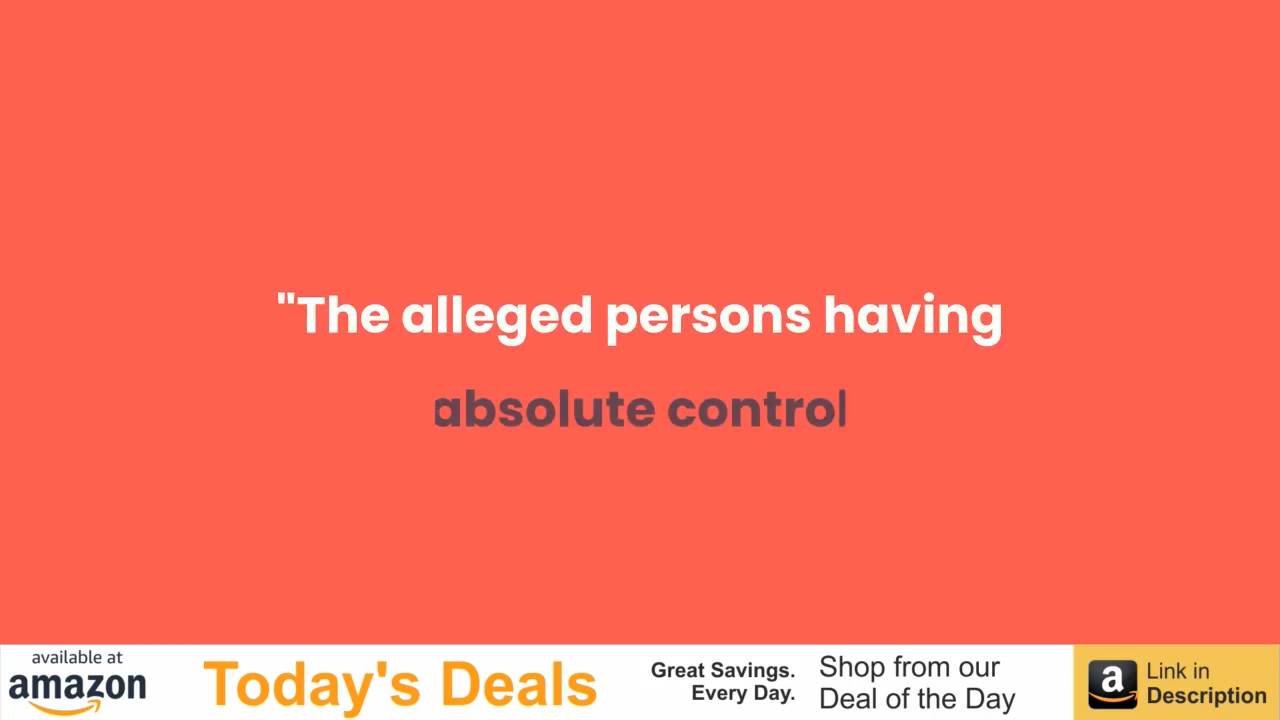 "The alleged persons having
absolute control
available at
amazon
Today's Deals
Great Savings.
Every Day.
Shop from our
Deal of the Day
a
Link in
Description